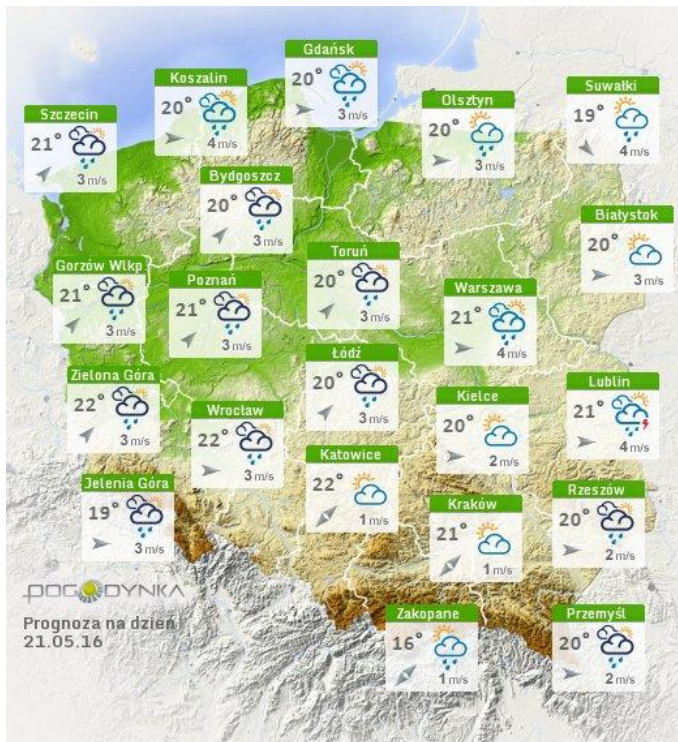 Gdańsk
20° 3 m/s
Koszalin
20° 4 m/s
Suwałki
19° 4 m/s
Olsztyn
20° 3 m/s
Szczecin
21° 3 m/s
Bydgoszcz
20° 3 m/s
Białystok
20° 3 m/s
Toruń
20° 3 m/s
Gorzów Wlkp
21° 3 m/s
Poznań
21° 3 m/s
Warszawa
21° 4 m/s
Łódź
20° 3 m/s
Zielona Góra
22° 3 m/s
Lublin
21° 4 m/s
Kielce
20° 2 m/s
Wrocław
22° 3 m/s
Katowice
22° 1 m/s
Jelenia Góra
19° 3 m/s
Rzeszów
20° 2 m/s
Kraków
21° 1 m/s
POGODYNKA
Prognoza na dzień
21.05.16
Zakopane
16° 1 m/s
Przemyśl
20° 2 m/s